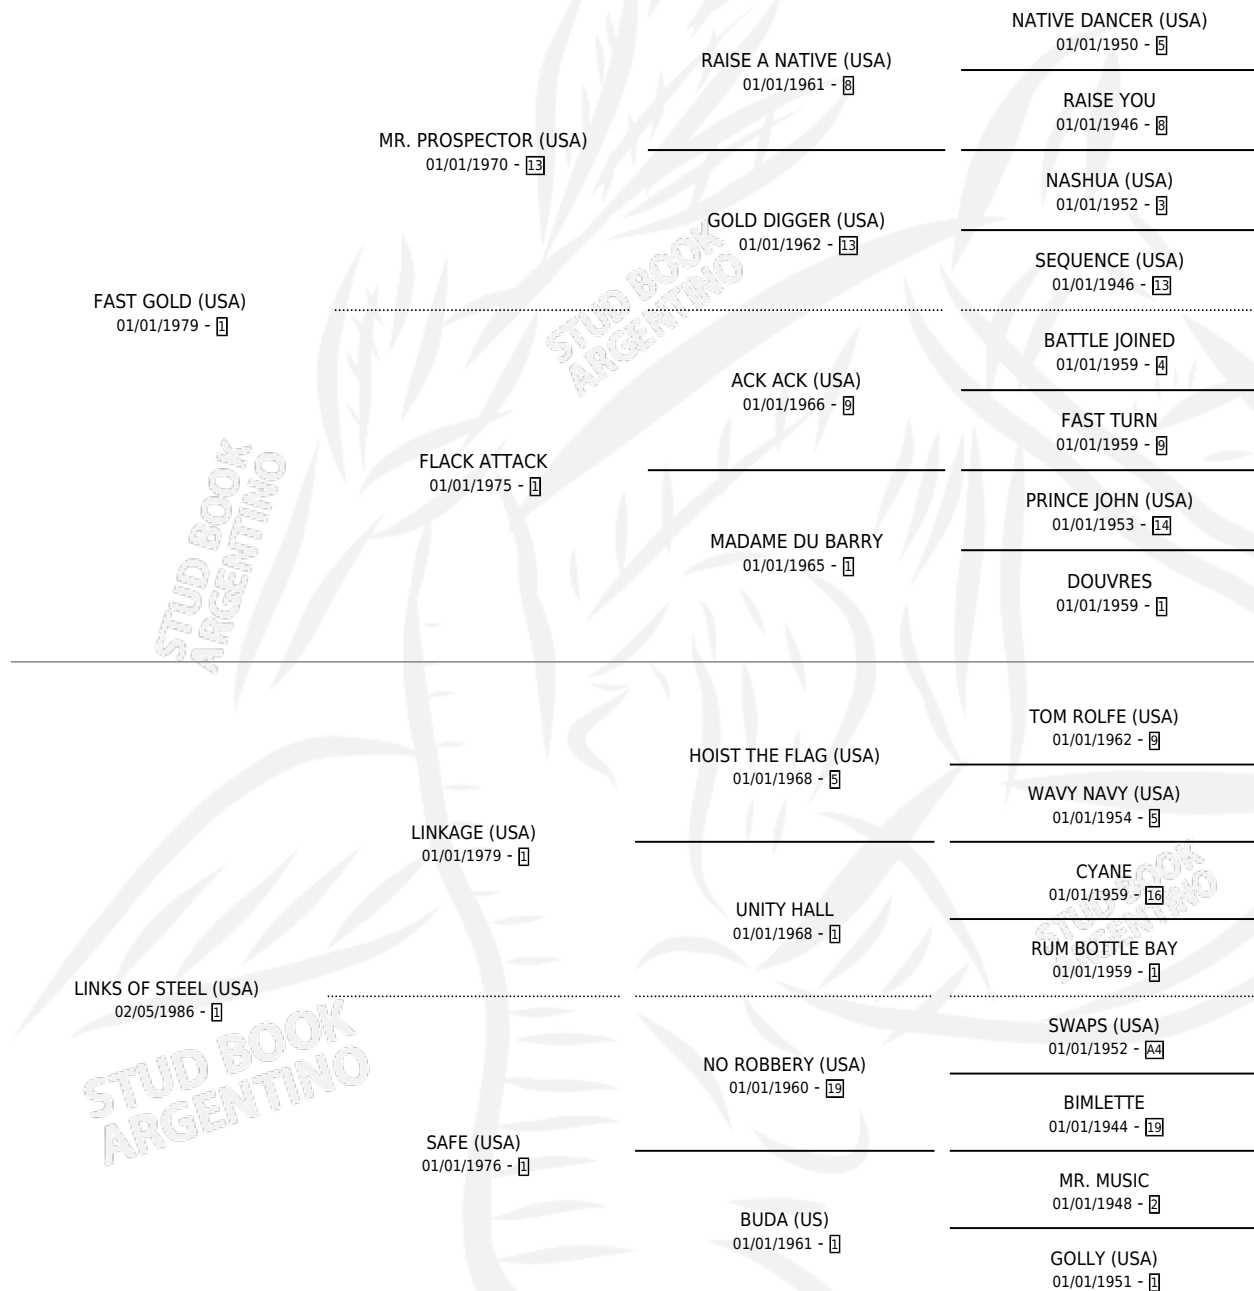 NATIVE DANCER (USA)
01/01/1950 - 5
RAISE A NATIVE (USA)
01/01/1961 - 8
RAISE YOU
01/01/1946 - 8
MR. PROSPECTOR (USA)
01/01/1970 - 13
NASHUA (USA)
01/01/1952 - 3
GOLD DIGGER (USA)
01/01/1962 - 13
SEQUENCE (USA)
01/01/1946 - 13
FAST GOLD (USA)
01/01/1979 - 1
STUD BOOK
ARGENTINO
BATTLE JOINED
01/01/1959 - 4
ACK ACK (USA)
01/01/1966 - 9
FAST TURN
01/01/1959 - 9
FLACK ATTACK
01/01/1975 - 1
PRINCE JOHN (USA)
01/01/1953 - 14
MADAME DU BARRY
01/01/1965 - 1
DOUVRES
01/01/1959 - 1
STUD BOOK
ARGENTINO
TOM ROLFE (USA)
01/01/1962 - 9
HOIST THE FLAG (USA)
01/01/1968 - 5
WAVY NAVY (USA)
01/01/1954 - 5
LINKAGE (USA)
01/01/1979 - 1
CYANE
01/01/1959 - 16
UNITY HALL
01/01/1968 - 1
STUD BOOK
ARGENTINO
RUM BOTTLE BAY
01/01/1959 - 1
LINKS OF STEEL (USA)
02/05/1986 - 1
SWAPS (USA)
01/01/1952 - A4
NO ROBBERY (USA)
01/01/1960 - 19
BIMLETTE
01/01/1944 - 19
STUD BOOK
ARGENTINO
SAFE (USA)
01/01/1976 - 1
MR. MUSIC
01/01/1948 - 2
BUDA (US)
01/01/1961 - 1
GOLLY (USA)
01/01/1951 - 1